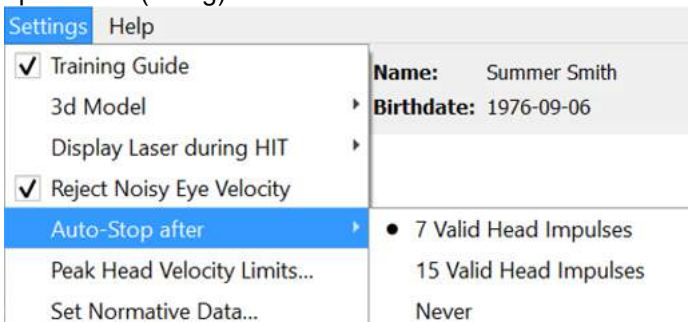 Settings Help
✓ Training Guide
Name: Summer Smith
3d Model
Birthdate: 1976-09-06
Display Laser during HIT
✓ Reject Noisy Eye Velocity
Auto-Stop after
• 7 Valid Head Impulses
Peak Head Velocity Limits...
15 Valid Head Impulses
Set Normative Data...
Never